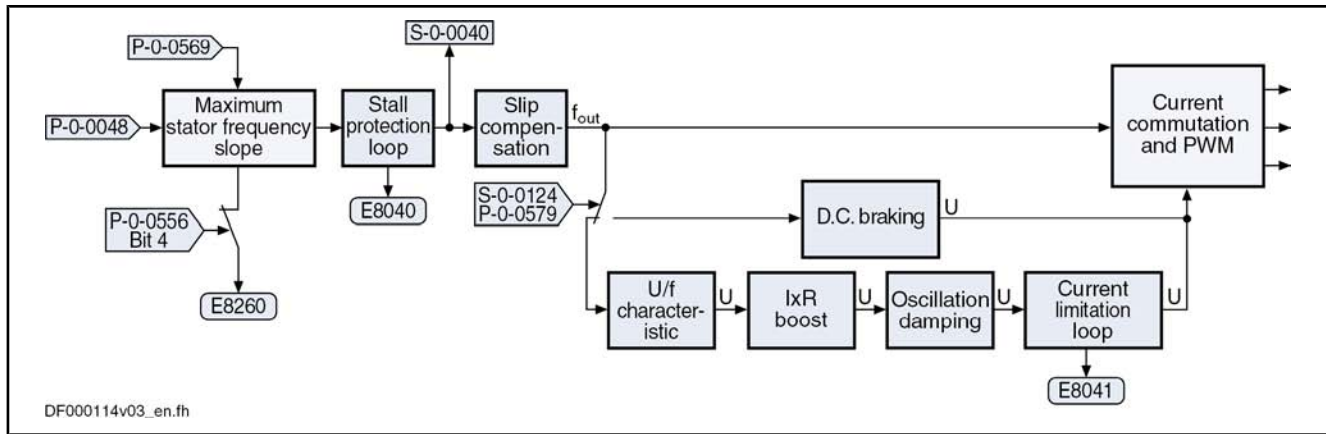 S-0-0040
P-0-0569
P-0-0048
Maximum
stator frequency
slope
Stall
protection
loop
Slip
compen-
sation
fout
Current
commutation
and PWM
E8040
S-0-0124
P-0-0579
P-0-0556
Bit 4
D.C. braking
U
E8260
U/f
character-
istic
U
IxR
boost
U
Oscillation
damping
U
Current
limitation
loop
U
E8041
DF000114v03_en.fh